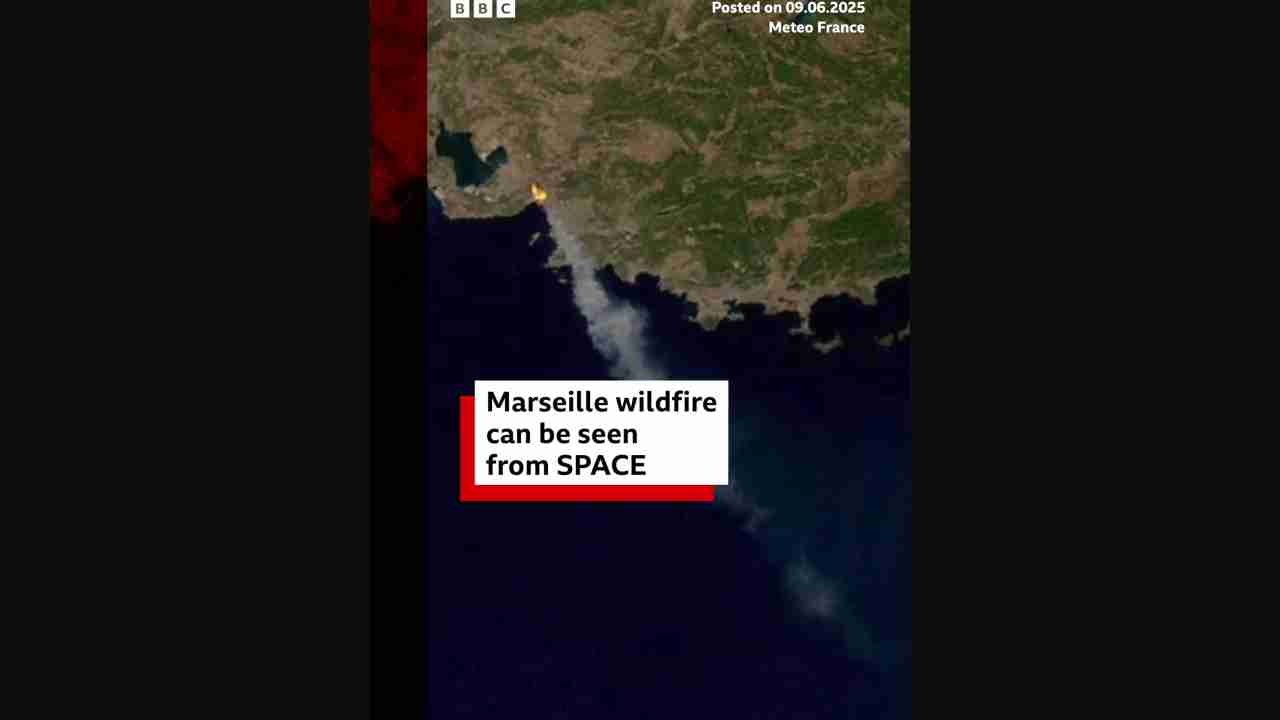 BBC
Posted on 09.06.2025
Meteo France
Marseille wildfire
can be seen
from SPACE